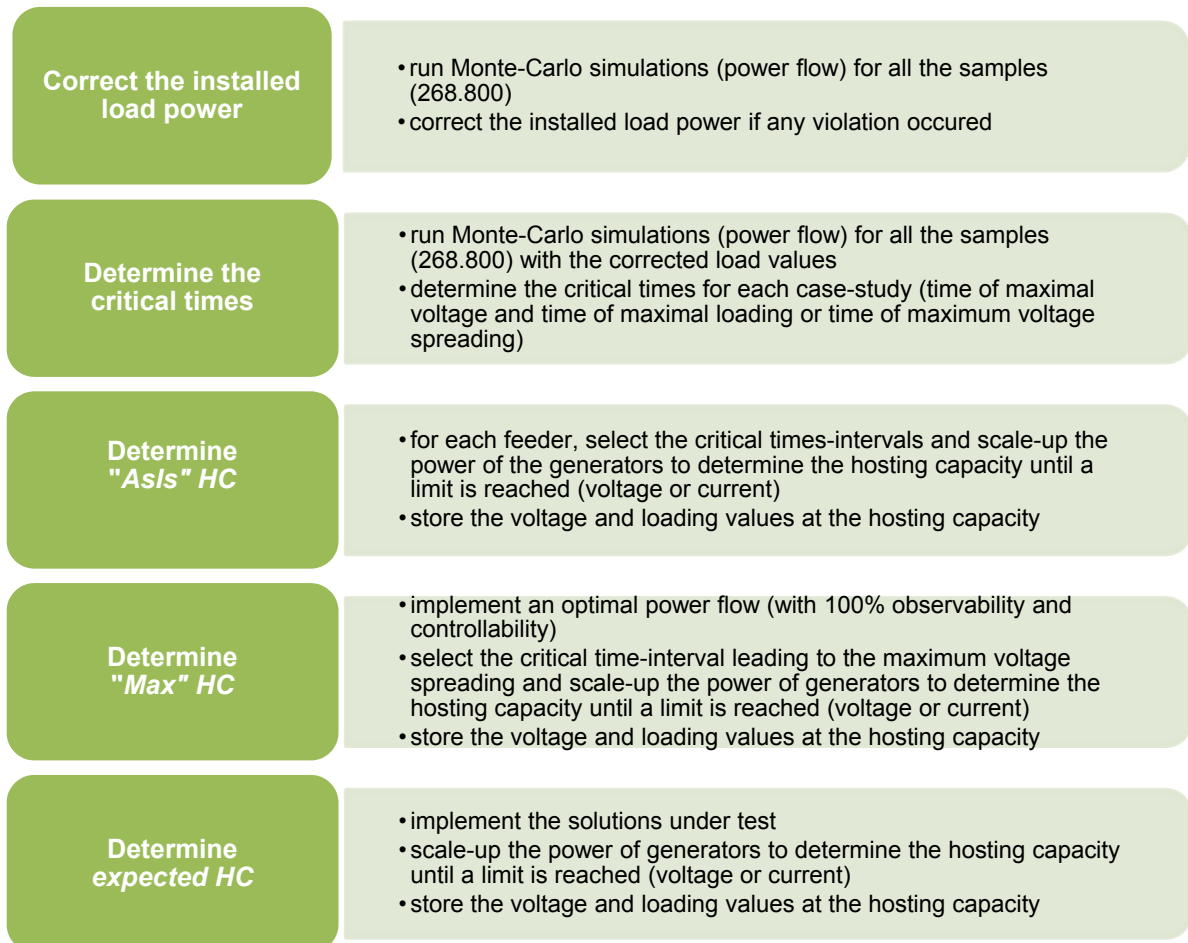 Correct the installed
load power
• run Monte-Carlo simulations (power flow) for all the samples
(268.800)
• correct the installed load power if any violation occured
Determine the
critical times
• run Monte-Carlo simulations (power flow) for all the samples
(268.800) with the corrected load values
• determine the critical times for each case-study (time of maximal
voltage and time of maximal loading or time of maximum voltage
spreading)
Determine
"AsIs" HC
• for each feeder, select the critical times-intervals and scale-up the
power of the generators to determine the hosting capacity until a
limit is reached (voltage or current)
• store the voltage and loading values at the hosting capacity
Determine
"Max" HC
• implement an optimal power flow (with 100% observability and
controllability)
• select the critical time-interval leading to the maximum voltage
spreading and scale-up the power of generators to determine the
hosting capacity until a limit is reached (voltage or current)
• store the voltage and loading values at the hosting capacity
Determine
expected HC
• implement the solutions under test
• scale-up the power of generators to determine the hosting capacity
until a limit is reached (voltage or current)
• store the voltage and loading values at the hosting capacity